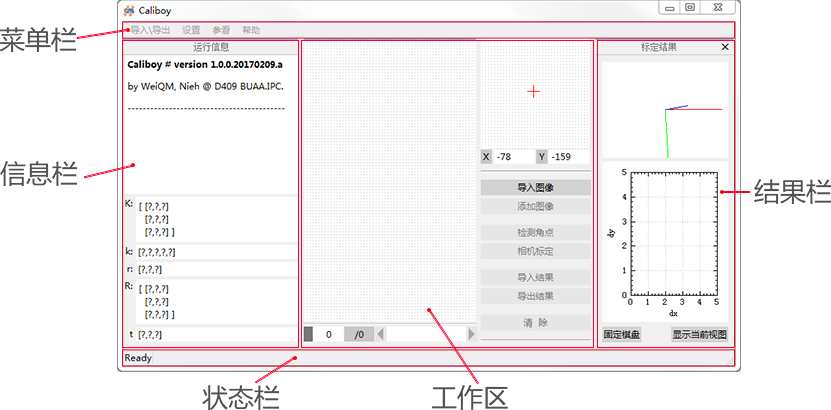 Caliboy
菜单栏
导入\导出 设置 参看 帮助
运行信息
标定结果
Caliboy # version 1.0.0.20170209.a
by WeiQM, Nieh @ D409 BUAA.IPC.
------------------------------------------
信息栏
X -78 Y -159
导入图像
添加图像
检测角点
相机标定
导入结果
导出结果
清 除
K: [ [?,?,?]
[?,?,?]
[?,?,?] ]
k: [?,?,?,?,?]
r: [?,?,?]
R: [ [?,?,?]
[?,?,?]
[?,?,?] ]
t [?,?,?]
0 /0
结果栏
5
4
3
2
1
0
dy
0 1 2 3 4 5
dx
固定棋盘 显示当前视图
Ready
状态栏
工作区